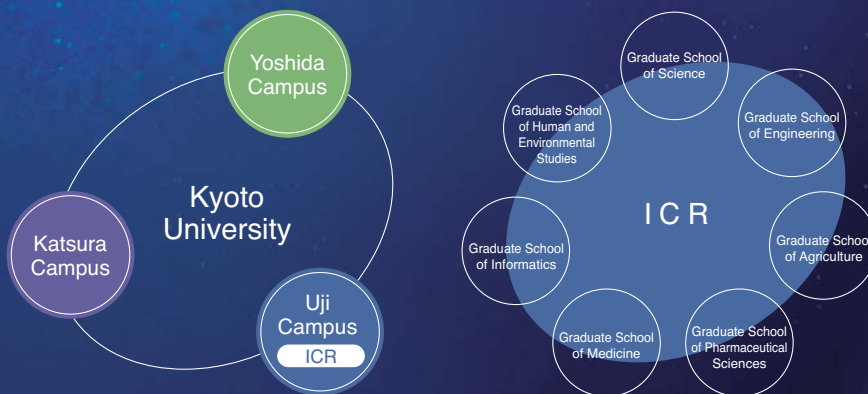 Yoshida
Campus
Kyoto
University
Katsura
Campus
Uji
Campus
ICR
Graduate School
of Science
Graduate School
of Human and
Environmental
Studies
Graduate School
of Engineering
ICR
Graduate School
of Informatics
Graduate School
of Agriculture
Graduate School
of Medicine
Graduate School
of Pharmaceutical
Sciences